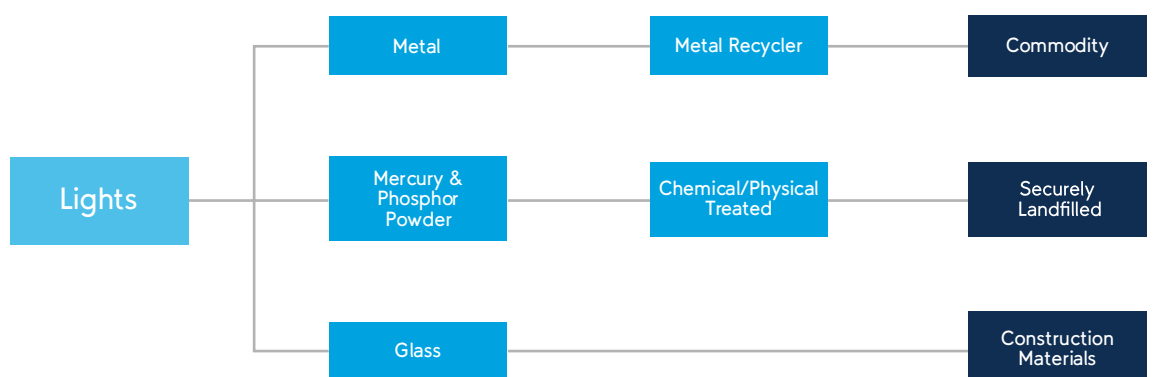 Lights
Metal
Metal Recycler
Commodity
Mercury &
Phosphor
Powder
Chemical/Physical
Treated
Securely
Landfilled
Glass
Construction
Materials